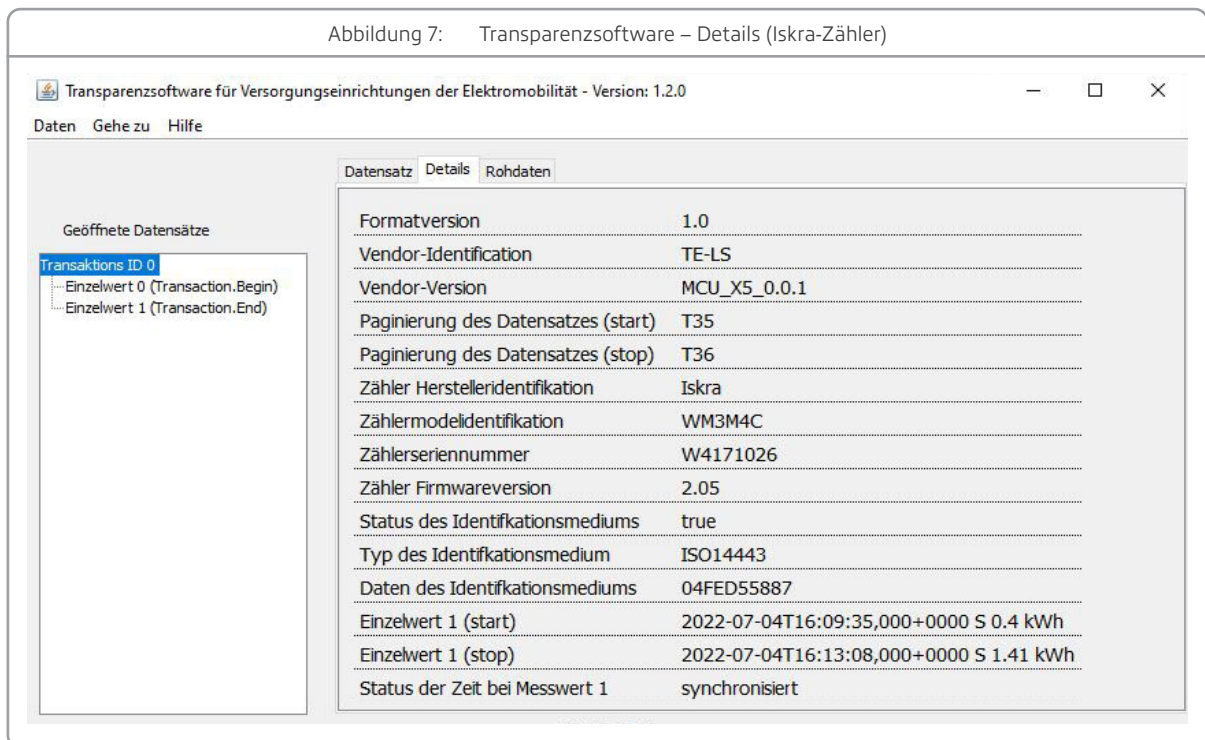 Abbildung 7: Transparenzsoftware – Details (Iskra-Zähler)
Transparenzsoftware für Versorgungseinrichtungen der Elektromobilität - Version: 1.2.0
Daten Gehe zu Hilfe
Geöffnete Datensätze
Transaktions ID 0
Einzelwert 0 (Transaction.Begin)
Einzelwert 1 (Transaction.End)
Datensatz Details Rohdaten
Formatversion 1.0
Vendor-Identification TE-LS
Vendor-Version MCU_X5_0.0.1
Paginierung des Datensatzes (start) T35
Paginierung des Datensatzes (stop) T36
Zähler Herstelleridentifikation Iskra
Zählermodelidentifikation WM3M4C
Zählerseriennummer W4171026
Zähler Firmwareversion 2.05
Status des Identifkationsmediums true
Typ des Identifkationsmedium ISO14443
Daten des Identifkationsmediums 04FED55887
Einzelwert 1 (start) 2022-07-04T16:09:35,000+0000 S 0.4 kWh
Einzelwert 1 (stop) 2022-07-04T16:13:08,000+0000 S 1.41 kWh
Status der Zeit bei Messwert 1 synchronisiert